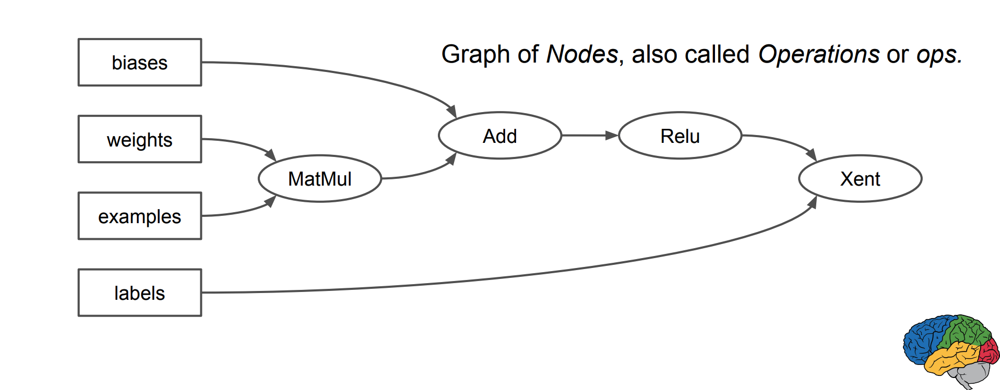 Graph of Nodes, also called Operations or ops.
biases
weights
examples
labels
MatMul
Add
Relu
Xent